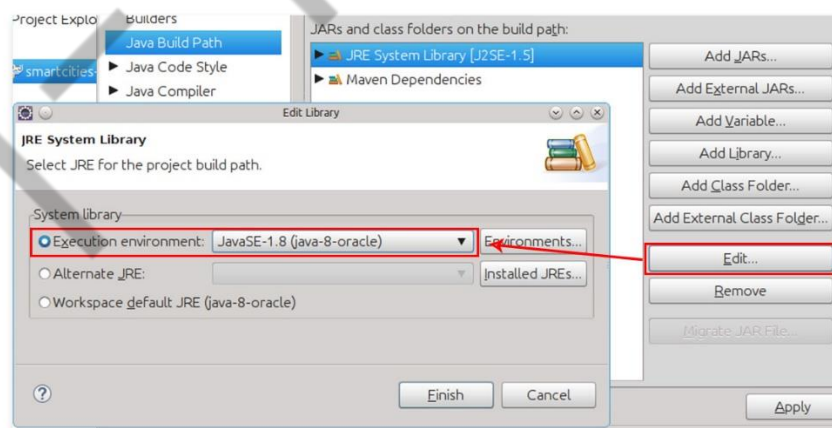 Project Explo
Builders
JARs and class folders on the build path:
Java Build Path
JRE System Library [J2SE-1.5]
Add JARs...
smartcities-
Java Code Style
Maven Dependencies
Java Compiler
Add External JARs...
Edit Library
Add Variable...
JRE System Library
Select JRE for the project build path.
Add Library...
Add Class Folder...
System library
Add External Class Folder...
Execution environment:
JavaSE-1.8 (java-8-oracle)
Environments...
Edit...
Alternate JRE:
Installed JREs...
Remove
Workspace default JRE (java-8-oracle)
Migrate JAR File...
?
Finish
Cancel
Apply